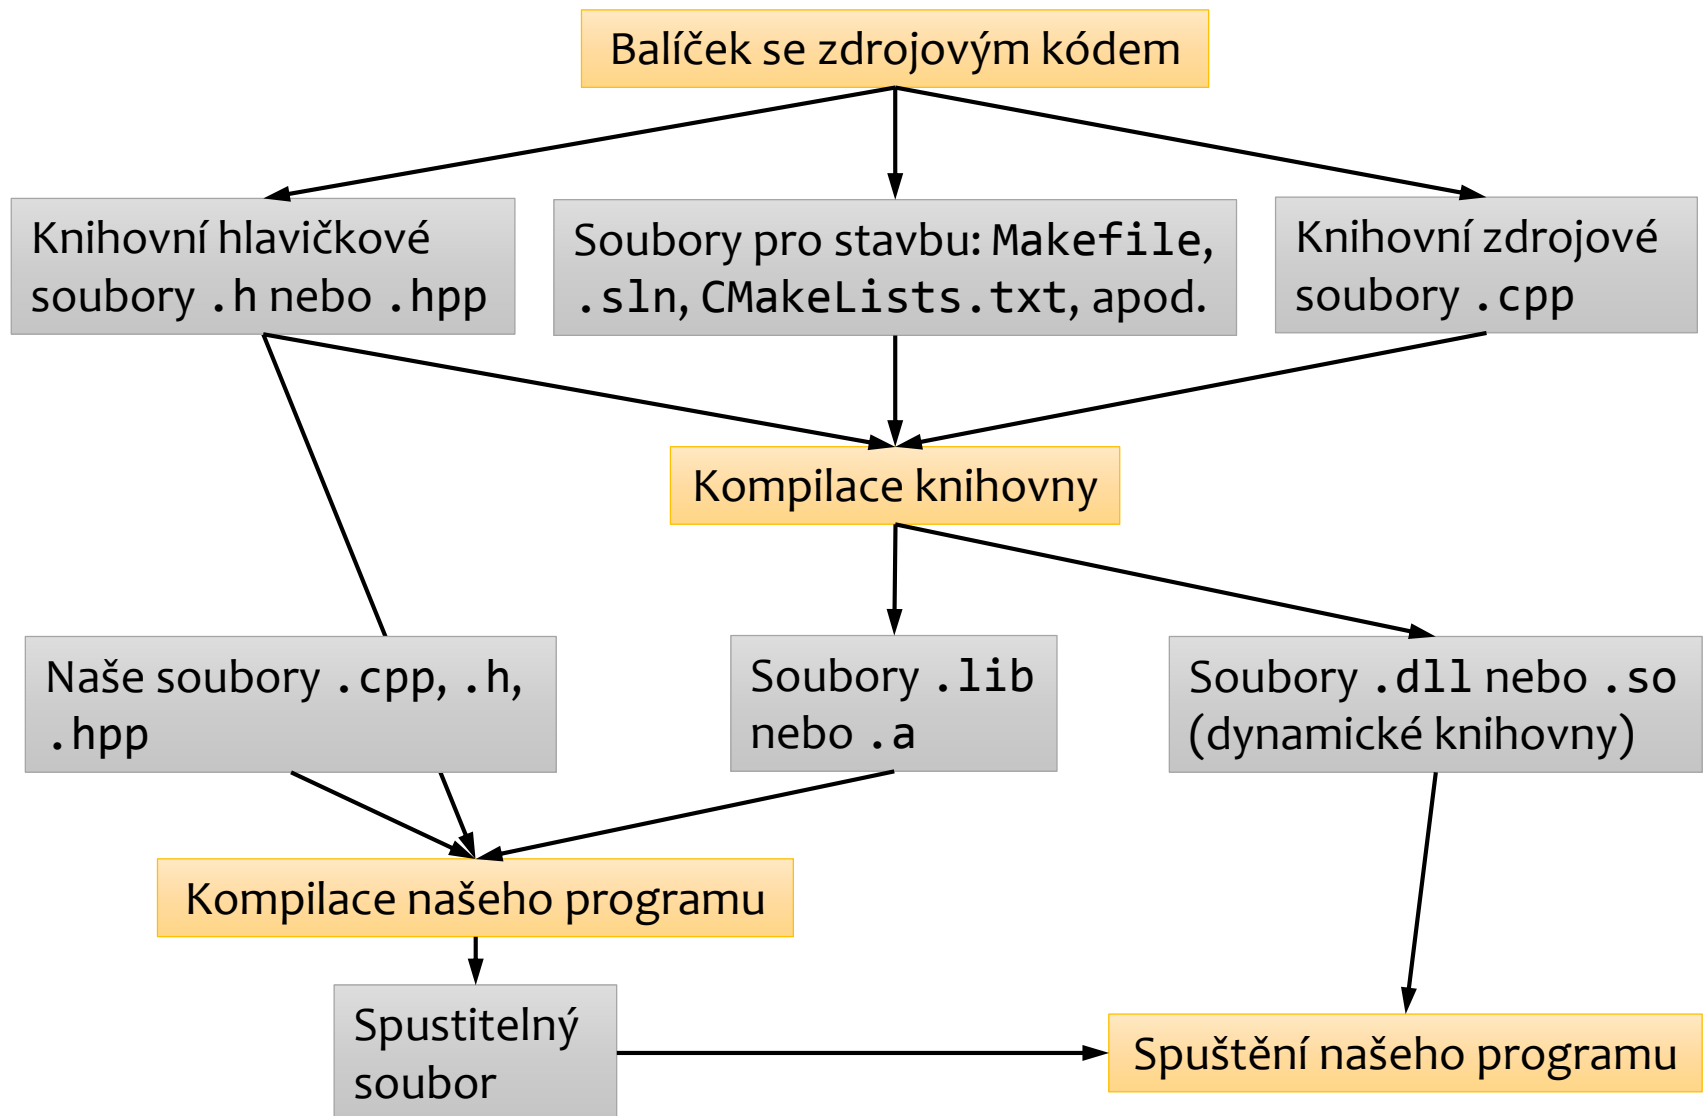 Balíček se zdrojovým kódem
Knihovní hlavičkové
soubory .h nebo .hpp
Soubory pro stavbu: Makefile,
.sln, CMakeLists.txt, apod.
Knihovní zdrojové
soubory .cpp
Kompilace knihovny
Naše soubory .cpp, .h,
.hpp
Soubory .lib
nebo .a
Soubory .dll nebo .so
(dynamické knihovny)
Kompilace našeho programu
Spustitelný
soubor
Spuštění našeho programu